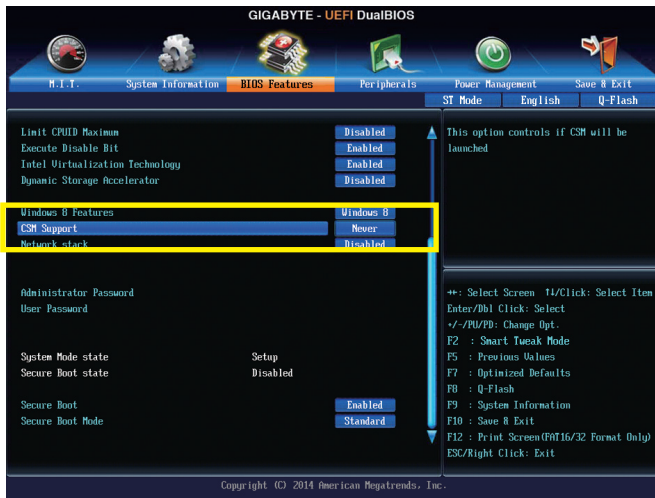 GIGABYTE - UEFI DualBIOS
M.I.T. System Information BIOS Features Peripherals Power Management Save & Exit
ST Mode English Q-Flash
Limit CPUID Maximum Disabled
Execute Disable Bit Enabled
Intel Virtualization Technology Enabled
Dynamic Storage Accelerator Disabled
Windows 8 Features Windows 8
CSM Support Never
Network stack Disabled
Administrator Password
User Password
System Mode state Setup
Secure Boot state Disabled
Secure Boot Enabled
Secure Boot Mode Standard
This option controls if CSM will be
launched
→←: Select Screen ↑↓/Click: Select Item
Enter/Dbl Click: Select
+/-/PU/PD: Change Opt.
F2 : Smart Tweak Mode
F5 : Previous Values
F7 : Optimized Defaults
F8 : Q-Flash
F9 : System Information
F10 : Save & Exit
F12 : Print Screen(FAT16/32 Format Only)
ESC/Right Click: Exit
Copyright (C) 2014 American Megatrends, Inc.